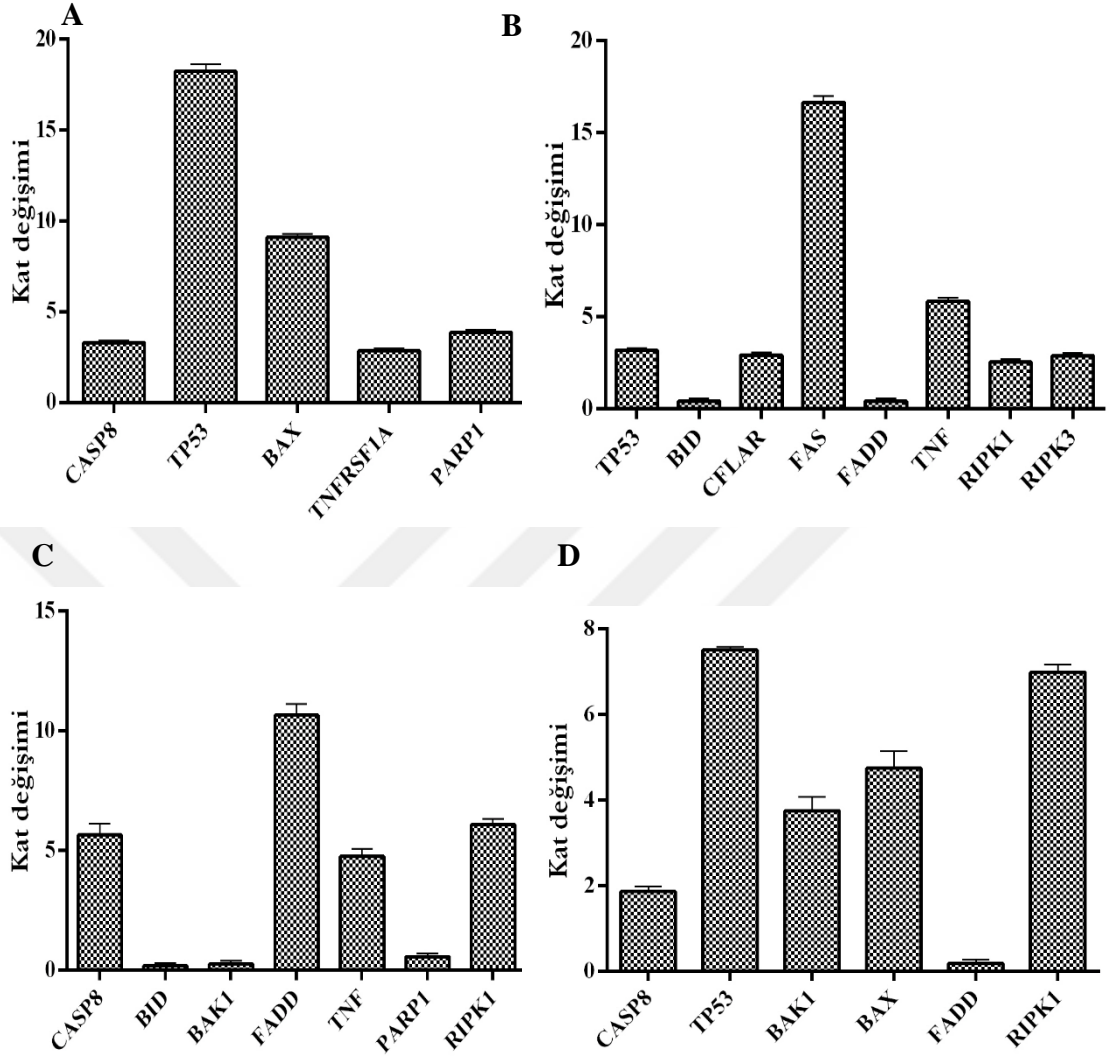 A
Kat değişimi
20
15
10
5
0
CASP8
TP53
BAX
TNFRSF1A
PARP1
B
Kat değişimi
20
15
10
5
0
TP53
BID
CFLAR
FAS
FADD
TNF
RIPK1
RIPK3
C
Kat değişimi
15
10
5
0
CASP8
BID
BAK1
FADD
TNF
PARP1
RIPK1
D
Kat değişimi
8
6
4
2
0
CASP8
TP53
BAK1
BAX
FADD
RIPK1